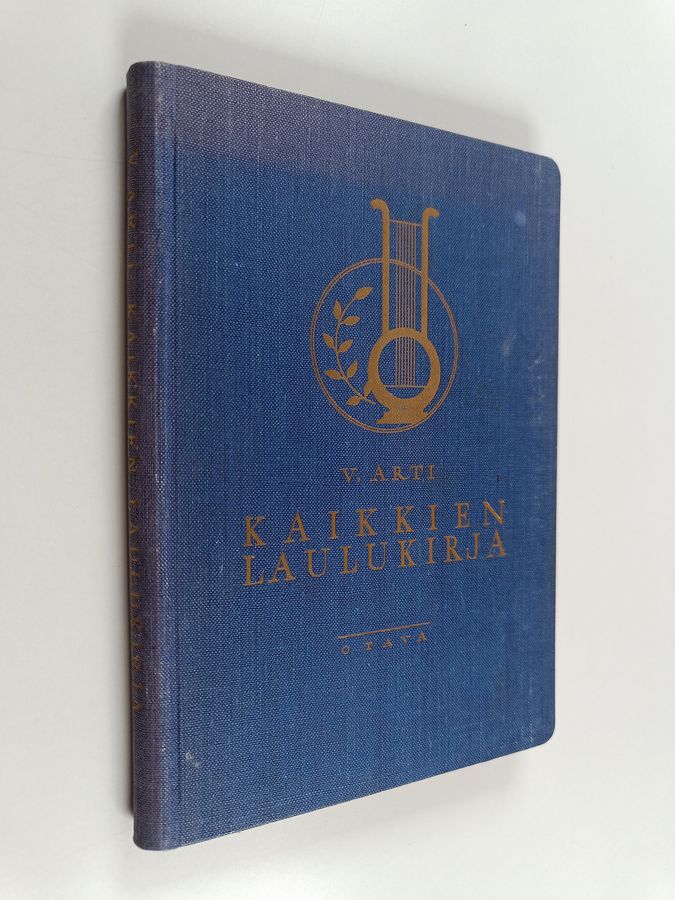 V. ARTI
KAIKKIEN
LAULUKIRJA
OTAVA
V. ARTI KAIKKIEN LAULUKIRJA